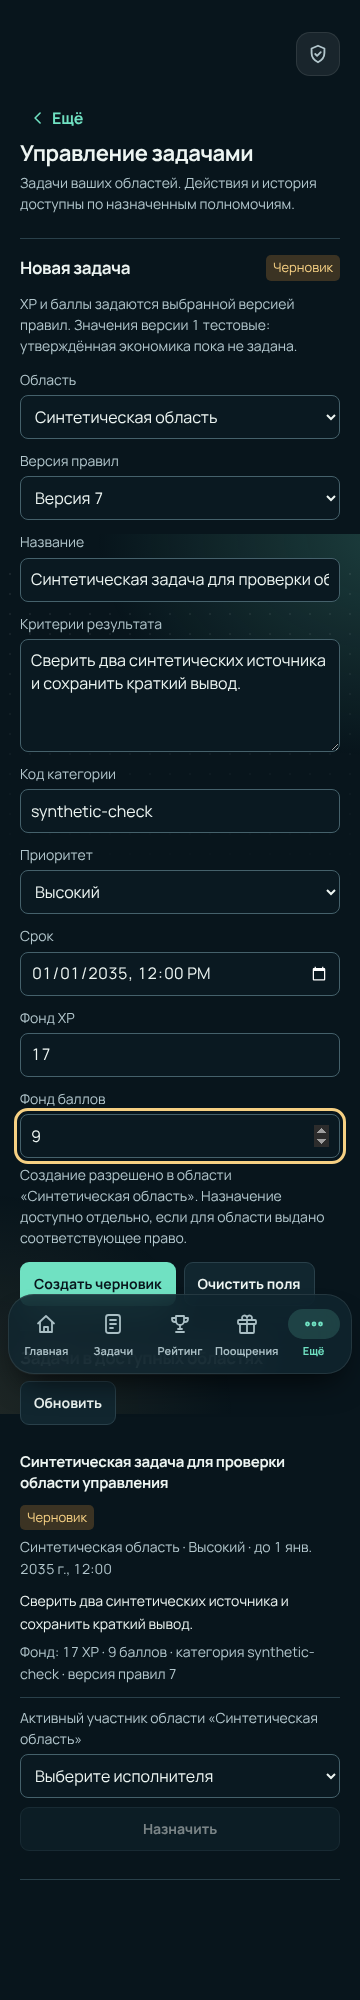 Ещё
Управление задачами
Задачи ваших областей. Действия и история
доступны по назначенным полномочиям.
Новая задача
Черновик
XP и баллы задаются выбранной версией
правил. Значения версии 1 тестовые:
утверждённая экономика пока не задана.
Область
Синтетическая область
Версия правил
Версия 7
Название
Синтетическая задача для проверки об
Критерии результата
Сверить два синтетических источника
и сохранить краткий вывод.
Код категории
synthetic-check
Приоритет
Высокий
Срок
01/01/2035, 12:00 PM
Фонд XP
17
Фонд баллов
9
Создание разрешено в области
«Синтетическая область». Назначение
доступно отдельно, если для области выдано
соответствующее право.
Создать черновик
Очистить поля
Главная
Задачи
Рейтинг
Поощрения
Ещё
Задачи в доступных областях
Обновить
Синтетическая задача для проверки
области управления
Черновик
Синтетическая область · Высокий · до 1 янв.
2035 г., 12:00
Сверить два синтетических источника и
сохранить краткий вывод.
Фонд: 17 XP · 9 баллов · категория synthetic-
check · версия правил 7
Активный участник области «Синтетическая
область»
Выберите исполнителя
Назначить